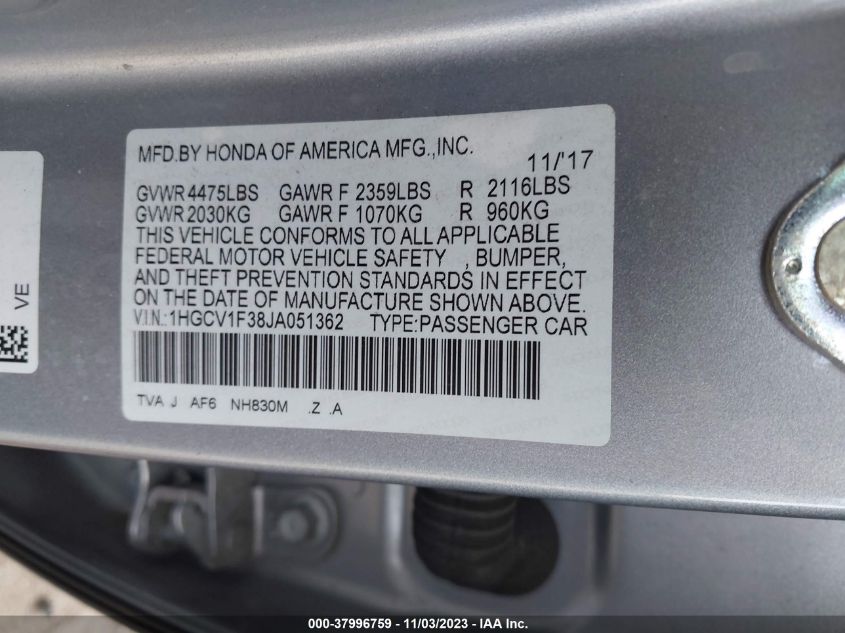 MFD.BY HONDA OF AMERICA MFG.,INC.
11/'17
GVWR 4475LBS GAWR F 2359LBS R 2116LBS
GVWR 2030KG GAWR F 1070KG R 960KG
THIS VEHICLE CONFORMS TO ALL APPLICABLE
FEDERAL MOTOR VEHICLE SAFETY , BUMPER,
AND THEFT PREVENTION STANDARDS IN EFFECT
ON THE DATE OF MANUFACTURE SHOWN ABOVE.
V.I.N.:1HGCV1F38JA051362 TYPE:PASSENGER CAR
TVA J AF6 NH830M .Z .A
VE
000-37996759 - 11/03/2023 - IAA Inc.